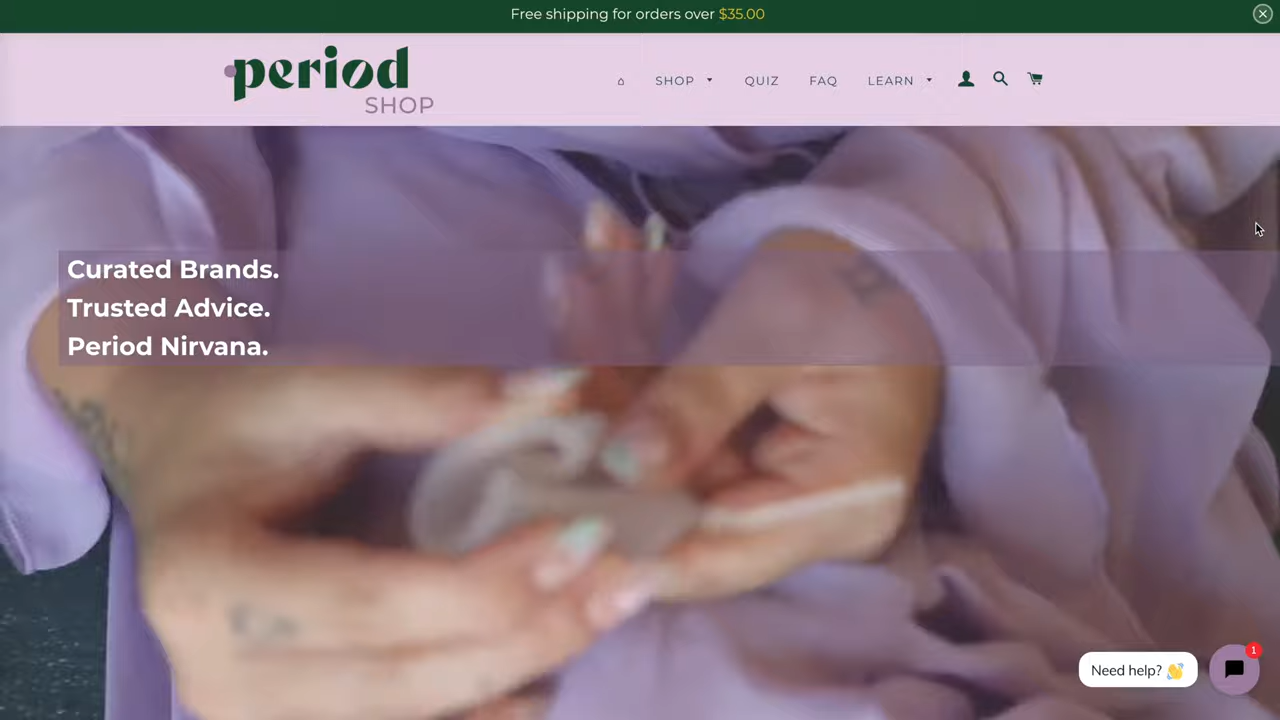 Free shipping for orders over $35.00
period
SHOP
SHOP
QUIZ
FAQ
LEARN
Curated Brands.
Trusted Advice.
Period Nirvana.
Need help? 👋
1